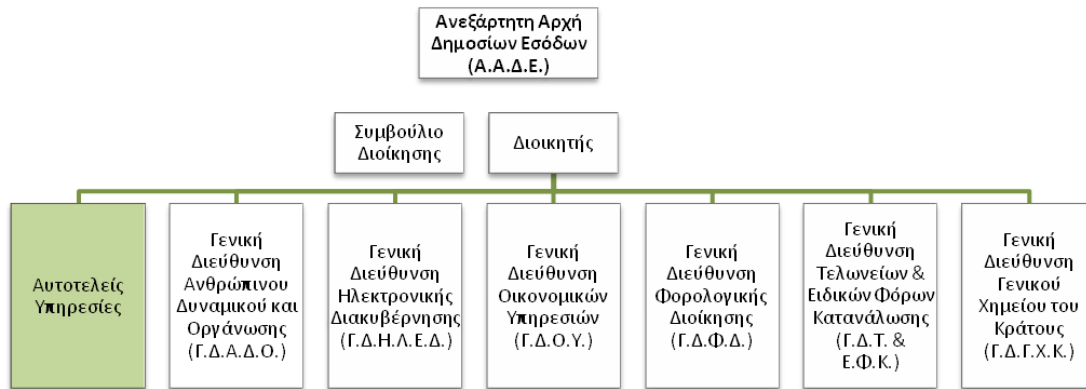 Ανεξάρτητη Αρχή
Δημοσίων Εσόδων
(Α.Α.Δ.Ε.)
Συμβούλιο
Διοίκησης
Διοικητής
Αυτοτελείς
Υπηρεσίες
Γενική
Διεύθυνση
Ανθρώπινου
Δυναμικού και
Οργάνωσης
(Γ.Δ.Α.Δ.Ο.)
Γενική
Διεύθυνση
Ηλεκτρονικής
Διακυβέρνησης
(Γ.Δ.Η.Λ.Ε.Δ.)
Γενική
Διεύθυνση
Οικονομικών
Υπηρεσιών
(Γ.Δ.Ο.Υ.)
Γενική
Διεύθυνση
Φορολογικής
Διοίκησης
(Γ.Δ.Φ.Δ.)
Γενική
Διεύθυνση
Τελωνείων &
Ειδικών Φόρων
Κατανάλωσης
(Γ.Δ.Τ. &
Ε.Φ.Κ.)
Γενική
Διεύθυνση
Γενικού
Χημείου του
Κράτους
(Γ.Δ.Γ.Χ.Κ.)